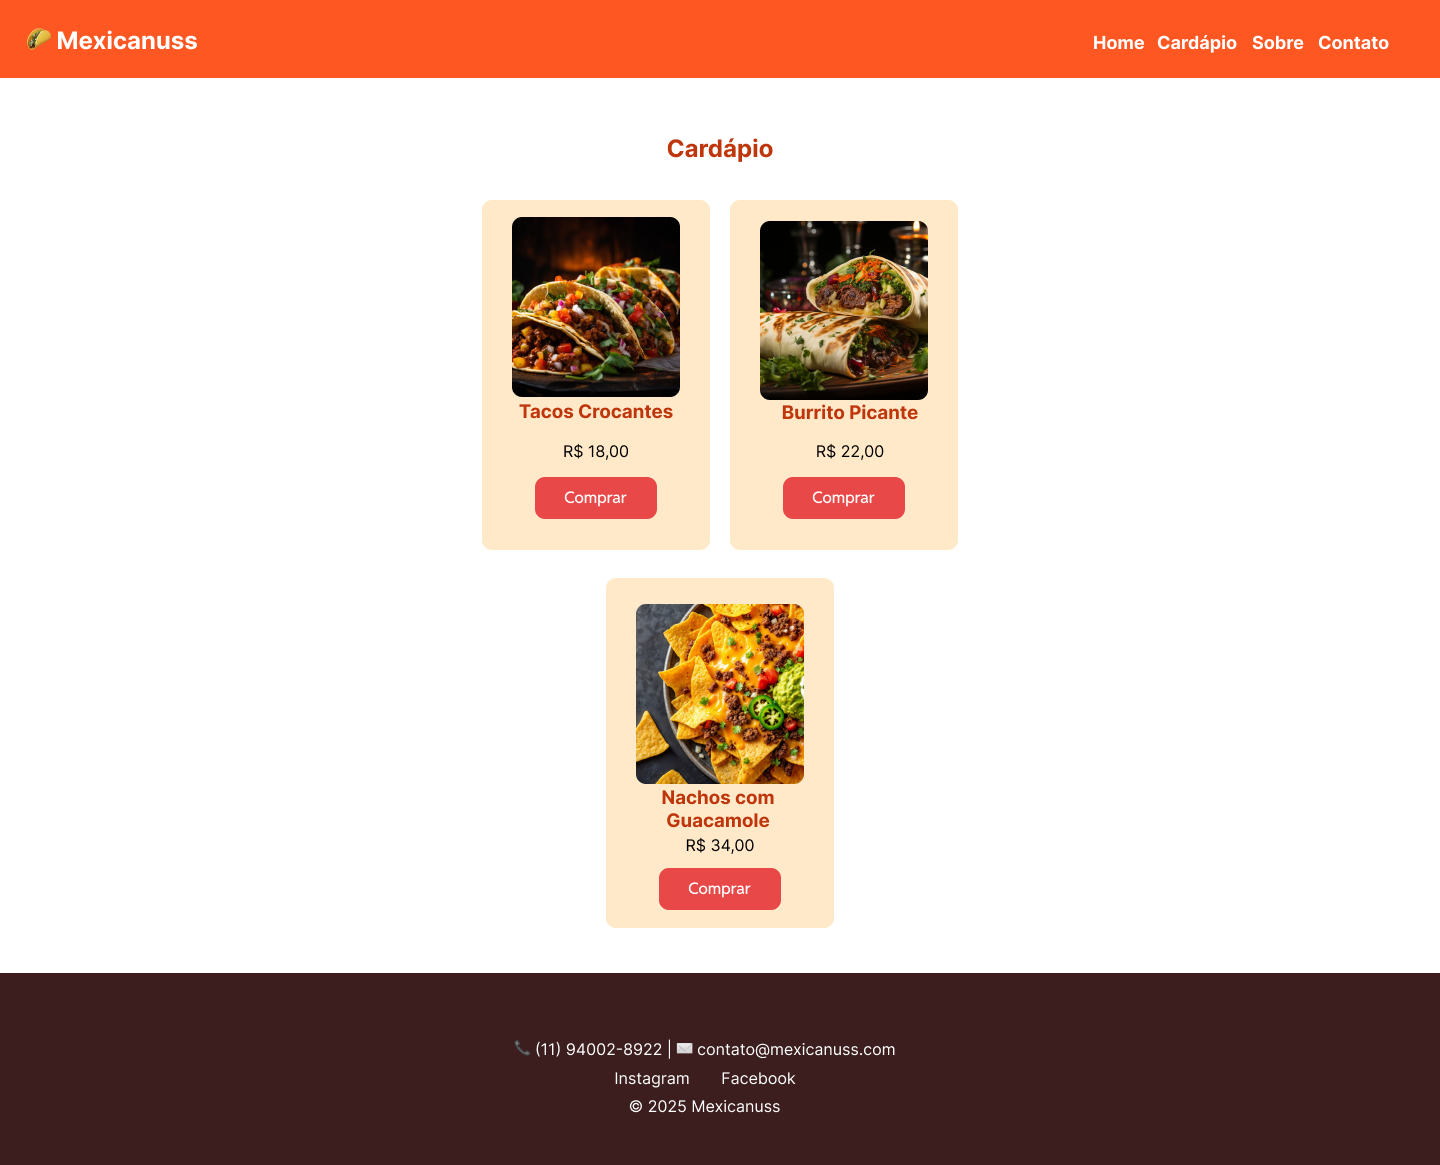 🌮 Mexicanuss
Home Cardápio Sobre Contato
Cardápio
Tacos Crocantes
R$ 18,00
Comprar
Burrito Picante
R$ 22,00
Comprar
Nachos com
Guacamole
R$ 34,00
Comprar
📞 (11) 94002-8922 | ✉️ contato@mexicanuss.com
Instagram Facebook
© 2025 Mexicanuss